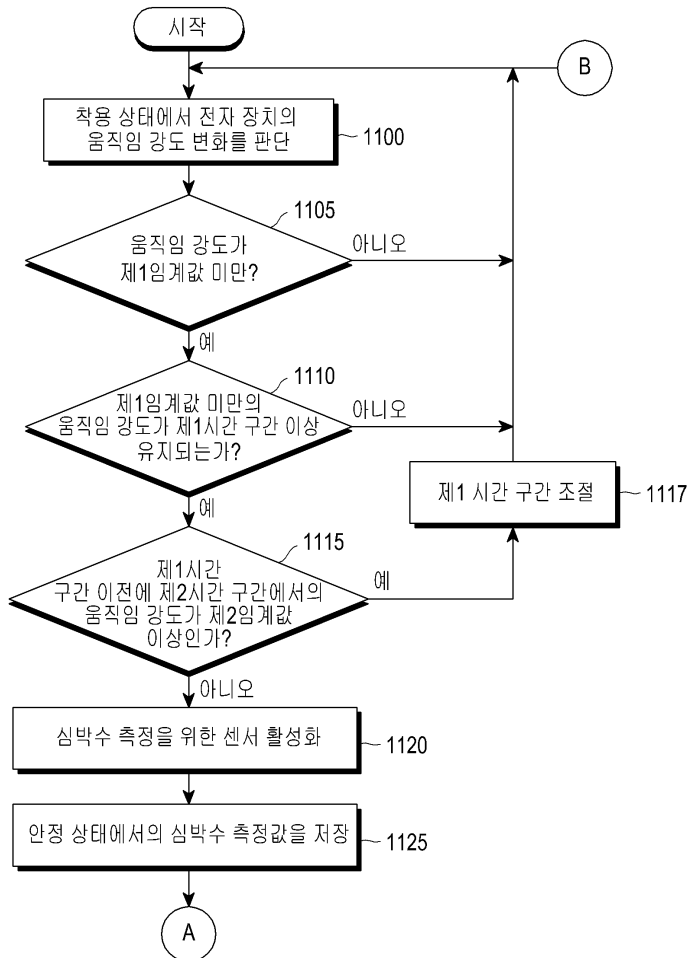 시작
B
착용 상태에서 전자 장치의
움직임 강도 변화를 판단
1100
1105
움직임 강도가
제1임계값 미만?
아니오
예
1110
제1임계값 미만의
움직임 강도가 제1시간 구간 이상
유지되는가?
아니오
예
제1 시간 구간 조절
1117
1115
제1시간
구간 이전에 제2시간 구간에서의
움직임 강도가 제2임계값
이상인가?
예
아니오
심박수 측정을 위한 센서 활성화
1120
안정 상태에서의 심박수 측정값을 저장
1125
A